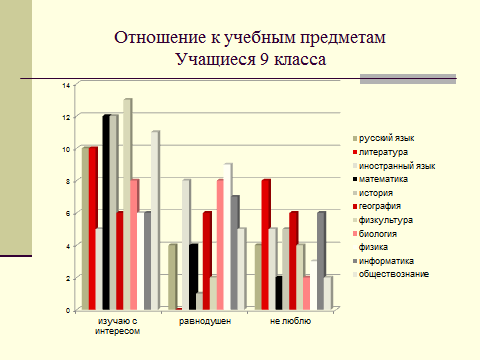 Отношение к учебным предметам
Учащиеся 9 класса
14
12
10
8
6
4
2
0
изучаю с
интересом
равнодушен
не люблю
русский язык
литература
иностранный язык
математика
история
география
физкультура
биология
физика
информатика
обществознание